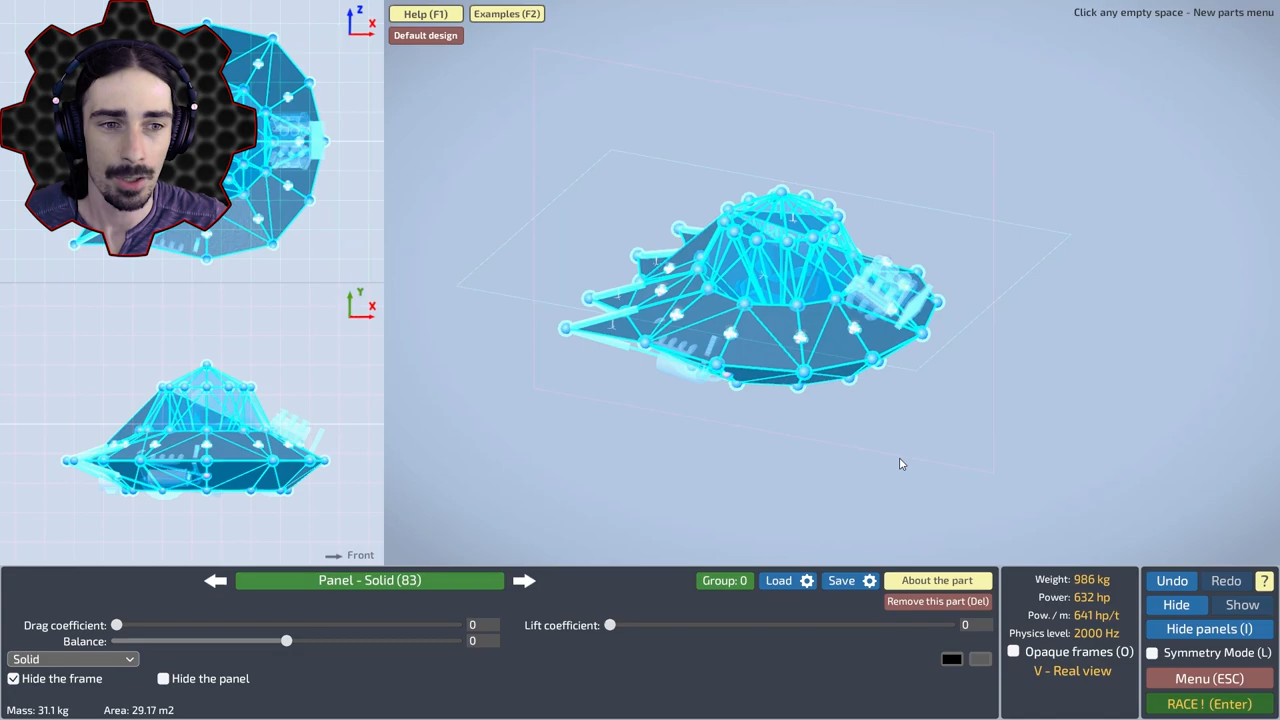 Z
X
Help (F1)
Examples (F2)
Default design
Click any empty space - New parts menu
Y
X
Front
Panel - Solid (83)
Group: 0
Load
Save
About the part
Remove this part (Del)
Drag coefficient:
0
Lift coefficient:
0
Balance:
0
Solid
Hide the frame
Hide the panel
Mass: 31.1 kg
Area: 29.17 m2
Weight: 986 kg
Power: 632 hp
Pow. / m: 641 hp/t
Physics level: 2000 Hz
Opaque frames (O)
V - Real view
Undo
Redo
?
Hide
Show
Hide panels (I)
Symmetry Mode (L)
Menu (ESC)
RACE ! (Enter)